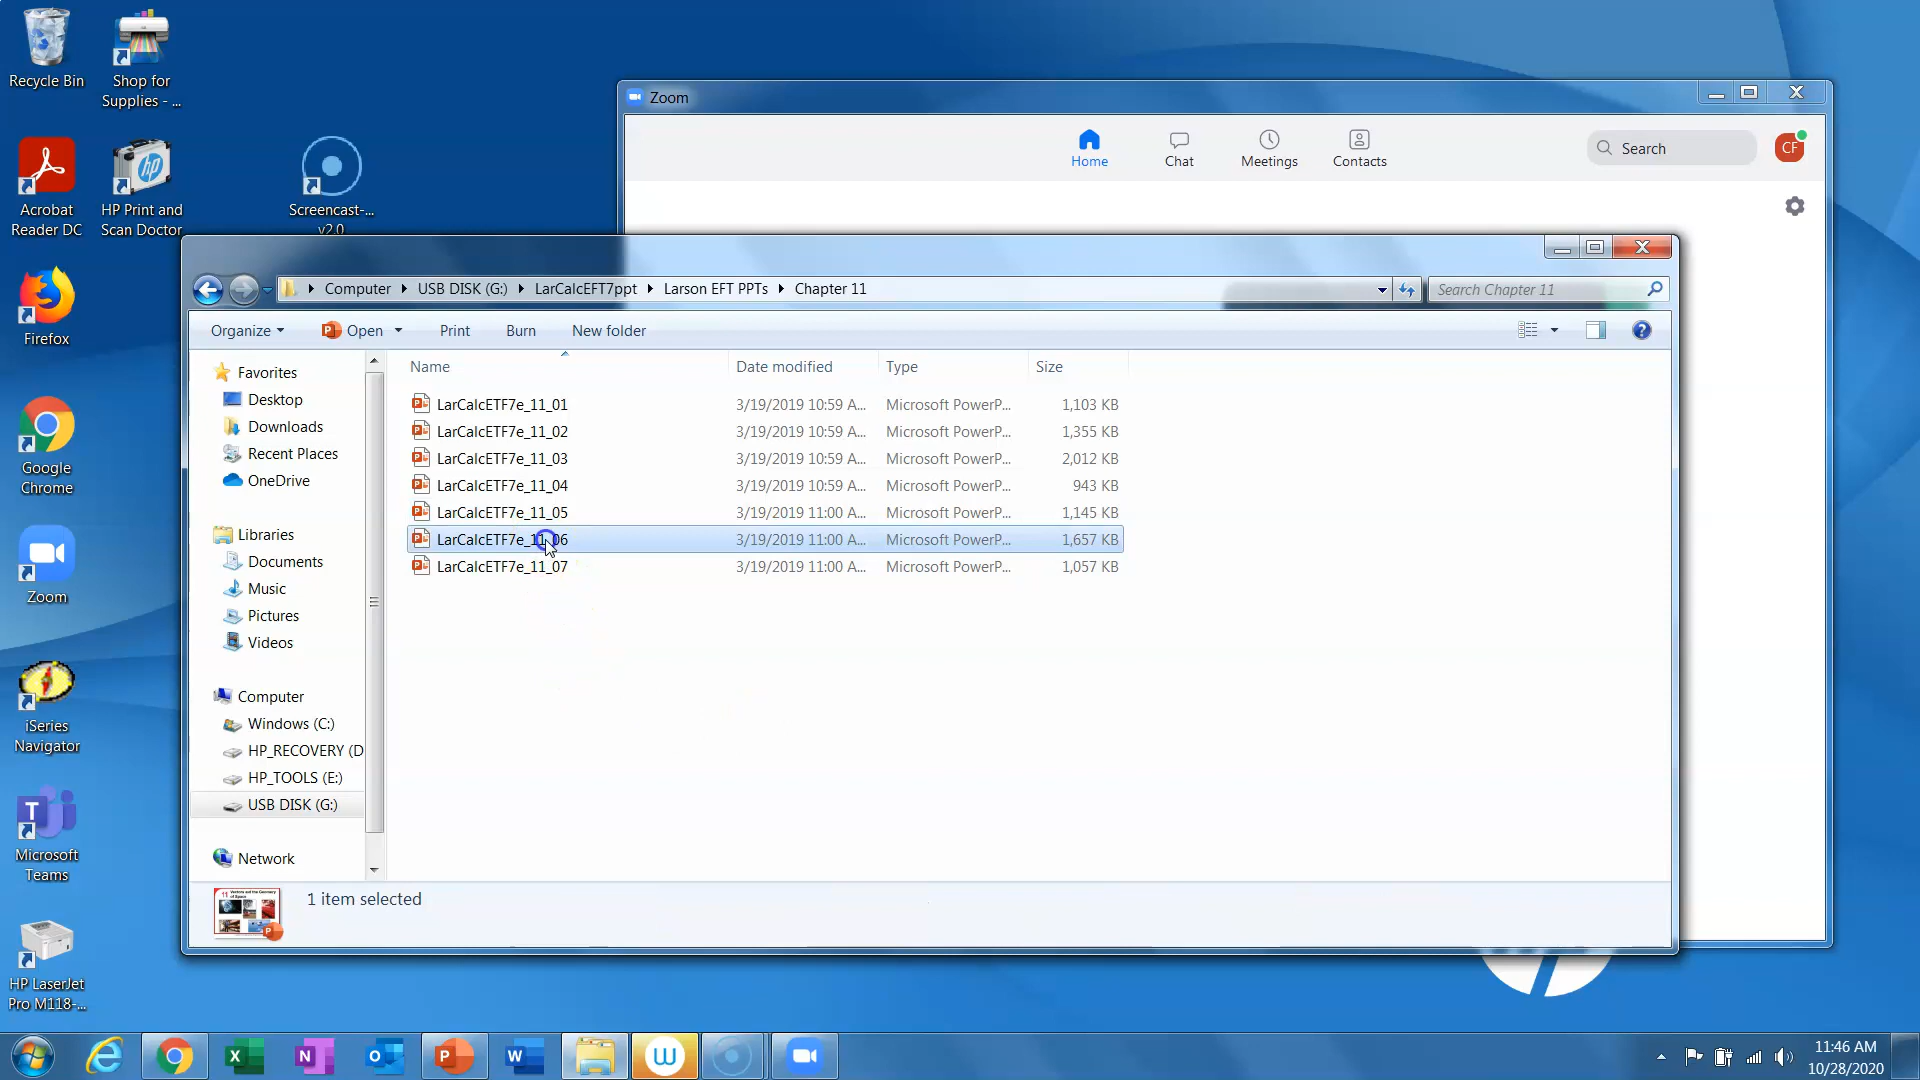 Recycle Bin
Shop for
Supplies - ...
Acrobat
Reader DC
HP Print and
Scan Doctor
Screencast-...
v2.0
Firefox
Google
Chrome
Zoom
iSeries
Navigator
Microsoft
Teams
HP LaserJet
Pro M118-...
Zoom
Home
Chat
Meetings
Contacts
Search
CF
Computer
USB DISK (G:)
LarCalcEFT7ppt
Larson EFT PPTs
Chapter 11
Search Chapter 11
Organize
Open
Print
Burn
New folder
Favorites
Desktop
Downloads
Recent Places
OneDrive
Libraries
Documents
Music
Pictures
Videos
Computer
Windows (C:)
HP_RECOVERY (D
HP_TOOLS (E:)
USB DISK (G:)
Network
Name Date modified Type Size
LarCalcETF7e_11_01 3/19/2019 10:59 A... Microsoft PowerP... 1,103 KB
LarCalcETF7e_11_02 3/19/2019 10:59 A... Microsoft PowerP... 1,355 KB
LarCalcETF7e_11_03 3/19/2019 10:59 A... Microsoft PowerP... 2,012 KB
LarCalcETF7e_11_04 3/19/2019 10:59 A... Microsoft PowerP... 943 KB
LarCalcETF7e_11_05 3/19/2019 11:00 A... Microsoft PowerP... 1,145 KB
LarCalcETF7e_11_06 3/19/2019 11:00 A... Microsoft PowerP... 1,657 KB
LarCalcETF7e_11_07 3/19/2019 11:00 A... Microsoft PowerP... 1,057 KB
11 Vectors and the Geometry
of Space
1 item selected
11:46 AM
10/28/2020